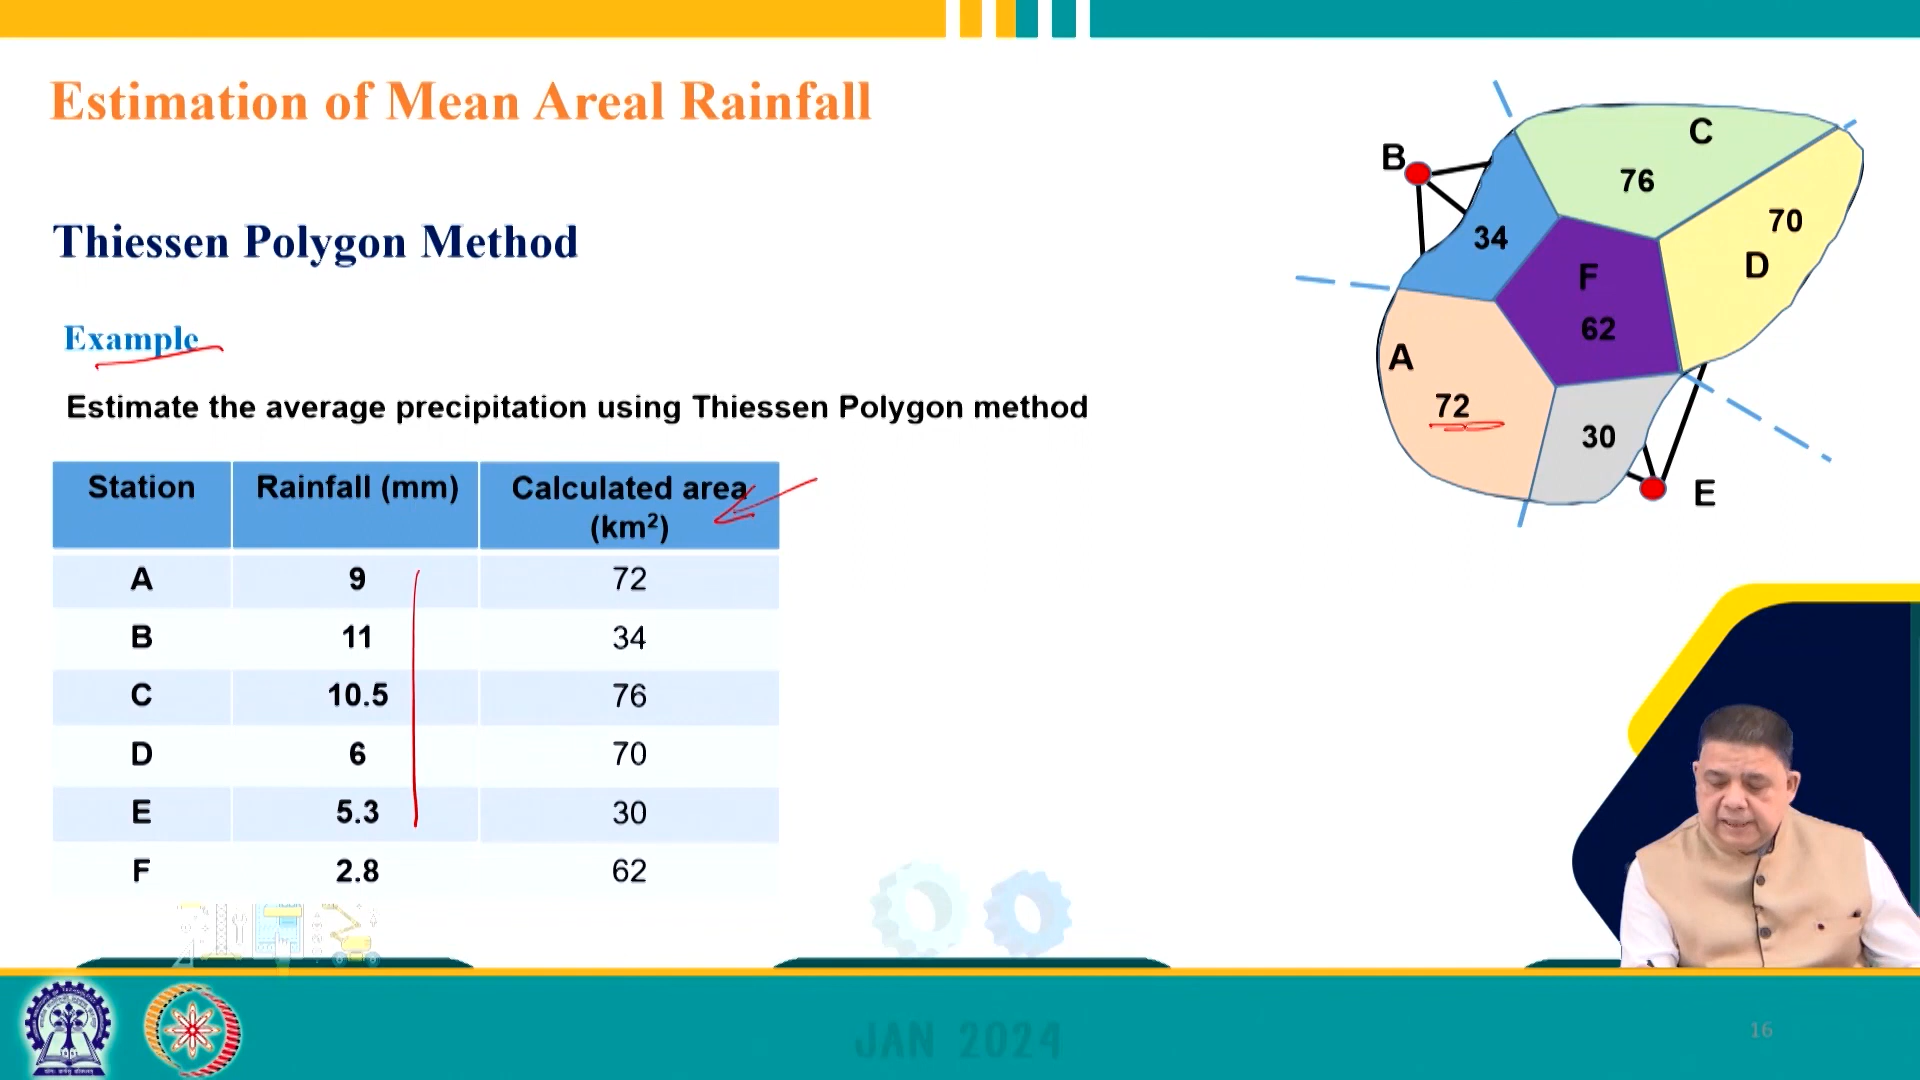 Estimation of Mean Areal Rainfall
Thiessen Polygon Method
Example
Estimate the average precipitation using Thiessen Polygon method
Station Rainfall (mm) Calculated area (km²)
A 9 72
B 11 34
C 10.5 76
D 6 70
E 5.3 30
F 2.8 62
B
C
76
34
70
D
F
62
A
72
30
E
JAN 2024
16